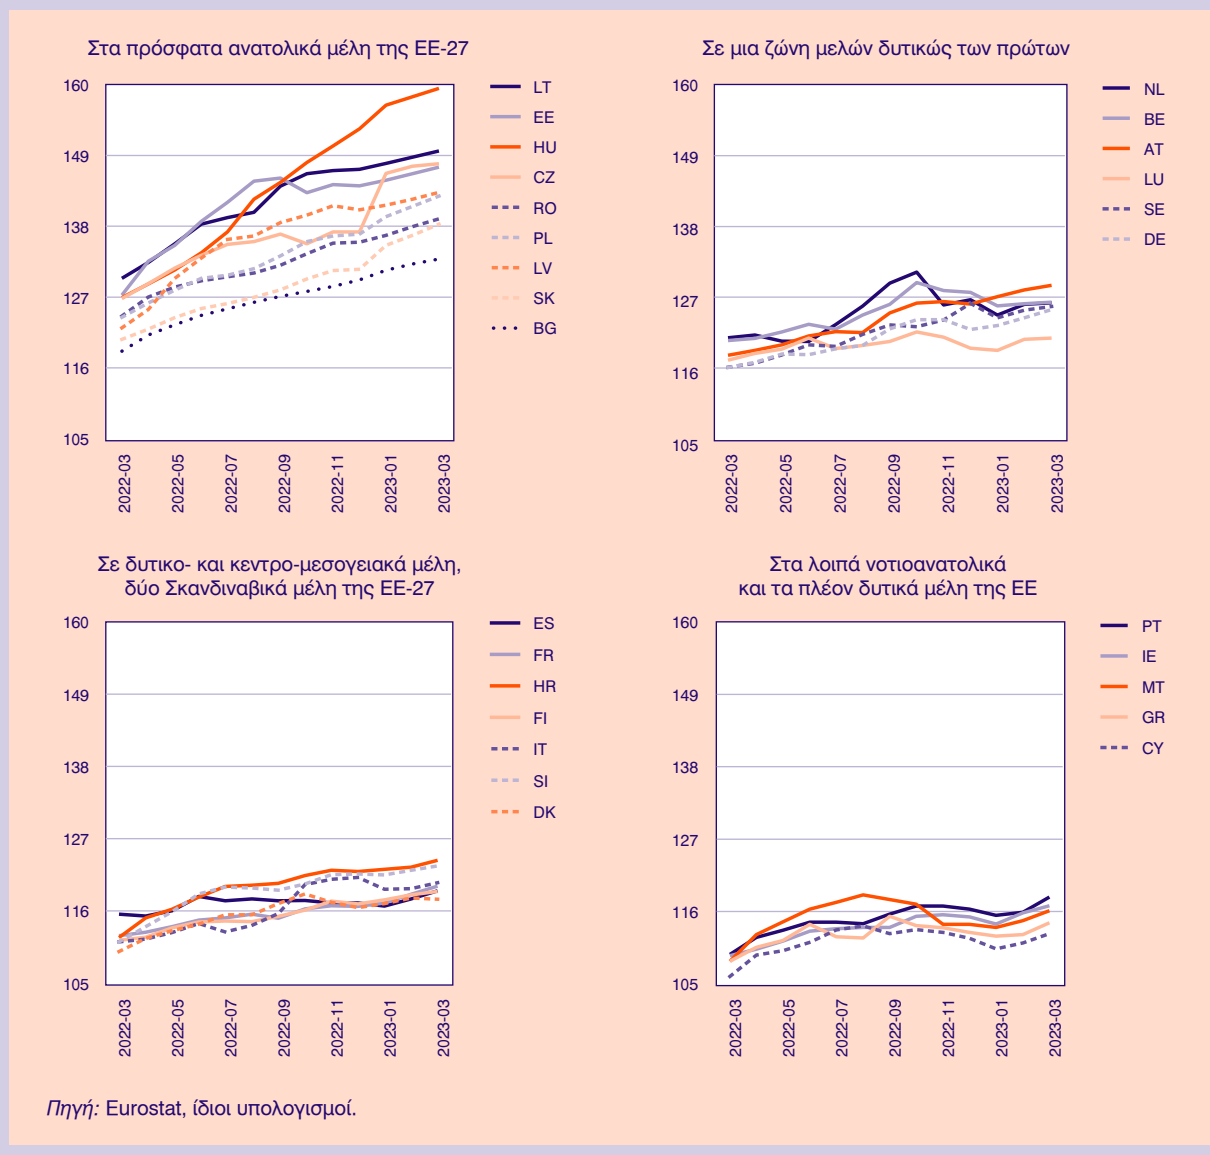 Στα πρόσφατα ανατολικά μέλη της ΕΕ-27
160
149
138
127
116
105
2022-03
2022-05
2022-07
2022-09
2022-11
2023-01
2023-03
LT
EE
HU
CZ
RO
PL
LV
SK
BG
Σε μια ζώνη μελών δυτικώς των πρώτων
160
149
138
127
116
105
2022-03
2022-05
2022-07
2022-09
2022-11
2023-01
2023-03
NL
BE
AT
LU
SE
DE
Σε δυτικο- και κεντρο-μεσογειακά μέλη,
δύο Σκανδιναβικά μέλη της ΕΕ-27
160
149
138
127
116
105
2022-03
2022-05
2022-07
2022-09
2022-11
2023-01
2023-03
ES
FR
HR
FI
IT
SI
DK
Στα λοιπά νοτιοανατολικά
και τα πλέον δυτικά μέλη της ΕΕ
160
149
138
127
116
105
2022-03
2022-05
2022-07
2022-09
2022-11
2023-01
2023-03
PT
IE
MT
GR
CY
Πηγή: Eurostat, ίδιοι υπολογισμοί.